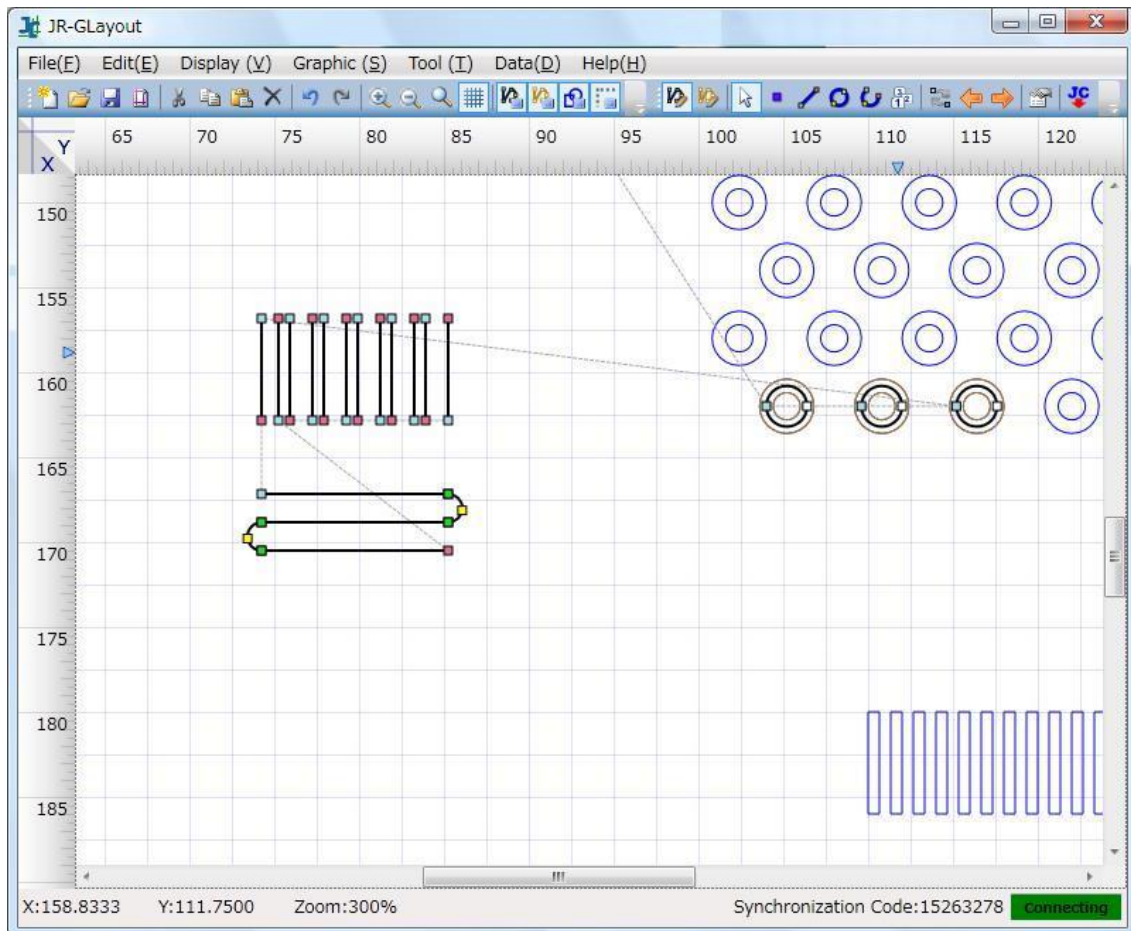 JR-GLayout
File(F) Edit(E) Display (V) Graphic (S) Tool (T) Data(D) Help(H)
JC
Y
X
65 70 75 80 85 90 95 100 105 110 115 120
150
155
160
165
170
175
180
185
X:158.8333 Y:111.7500 Zoom:300% Synchronization Code:15263278 Connecting